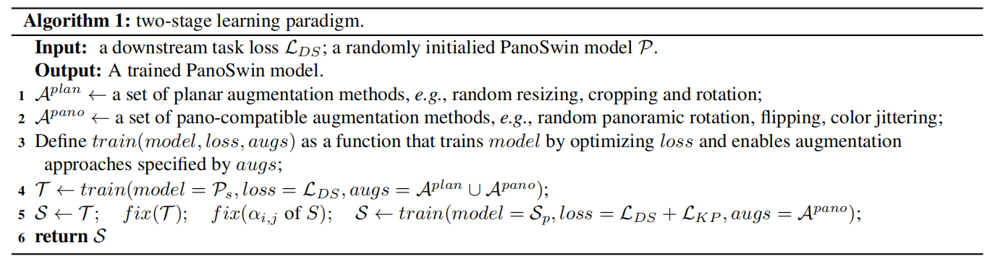 Algorithm 1: two-stage learning paradigm.
Input: a downstream task loss $\mathcal{L}_{DS}$; a randomly initialied PanoSwin model $\mathcal{P}$.
Output: A trained PanoSwin model.
1 $\mathcal{A}^{plan} \leftarrow$ a set of planar augmentation methods, e.g., random resizing, cropping and rotation;
2 $\mathcal{A}^{pano} \leftarrow$ a set of pano-compatible augmentation methods, e.g., random panoramic rotation, flipping, color jittering;
3 Define $train(model, loss, augs)$ as a function that trains $model$ by optimizing $loss$ and enables augmentation
approaches specified by $augs$;
4 $\mathcal{T} \leftarrow train(model = \mathcal{P}_s, loss = \mathcal{L}_{DS}, augs = \mathcal{A}^{plan} \cup \mathcal{A}^{pano})$;
5 $\mathcal{S} \leftarrow \mathcal{T}$; $fix(\mathcal{T})$; $fix(\alpha_{i,j}$ of $S)$; $\mathcal{S} \leftarrow train(model = \mathcal{S}_p, loss = \mathcal{L}_{DS} + \mathcal{L}_{KP}, augs = \mathcal{A}^{pano})$;
6 return $\mathcal{S}$